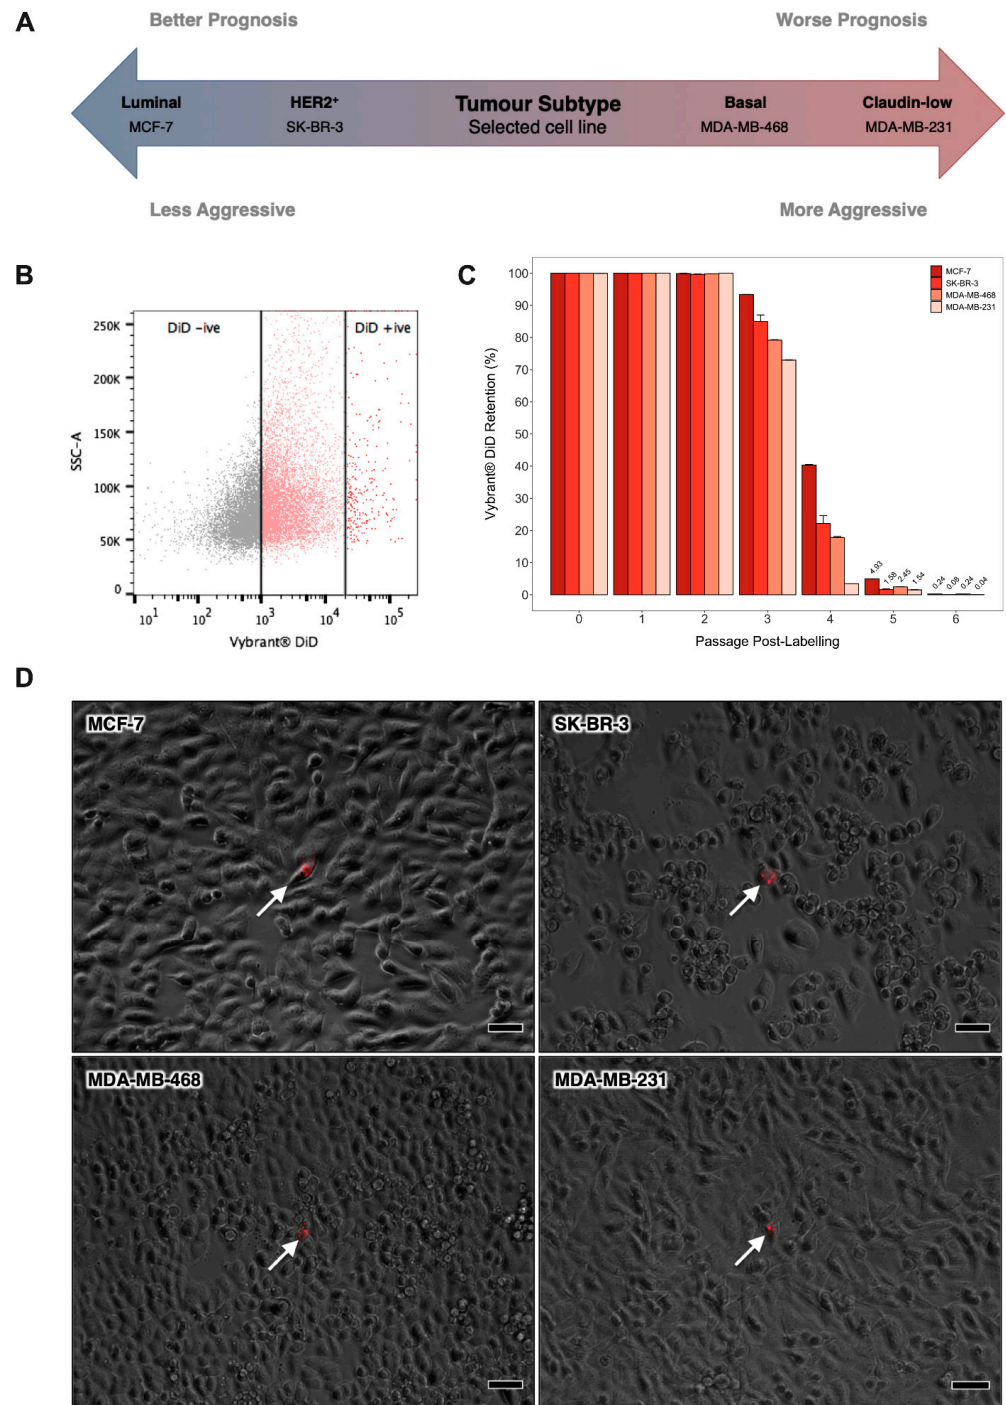 A
Better Prognosis
Worse Prognosis
Luminal
MCF-7
HER2⁺
SK-BR-3
Tumour Subtype
Selected cell line
Basal
MDA-MB-468
Claudin-low
MDA-MB-231
Less Aggressive
More Aggressive
B
DiD –ive
DiD +ive
250K
200K
150K
100K
50K
0
SSC-A
10¹
10²
10³
10⁴
10⁵
Vybrant® DiD
C
MCF-7
SK-BR-3
MDA-MB-468
MDA-MB-231
100
90
80
70
60
50
40
30
20
10
0
Vybrant® DiD Retention (%)
4.93
1.58
2.45
1.54
0.24
0.08
0.24
0.04
0
1
2
3
4
5
6
Passage Post-Labelling
D
MCF-7
SK-BR-3
MDA-MB-468
MDA-MB-231